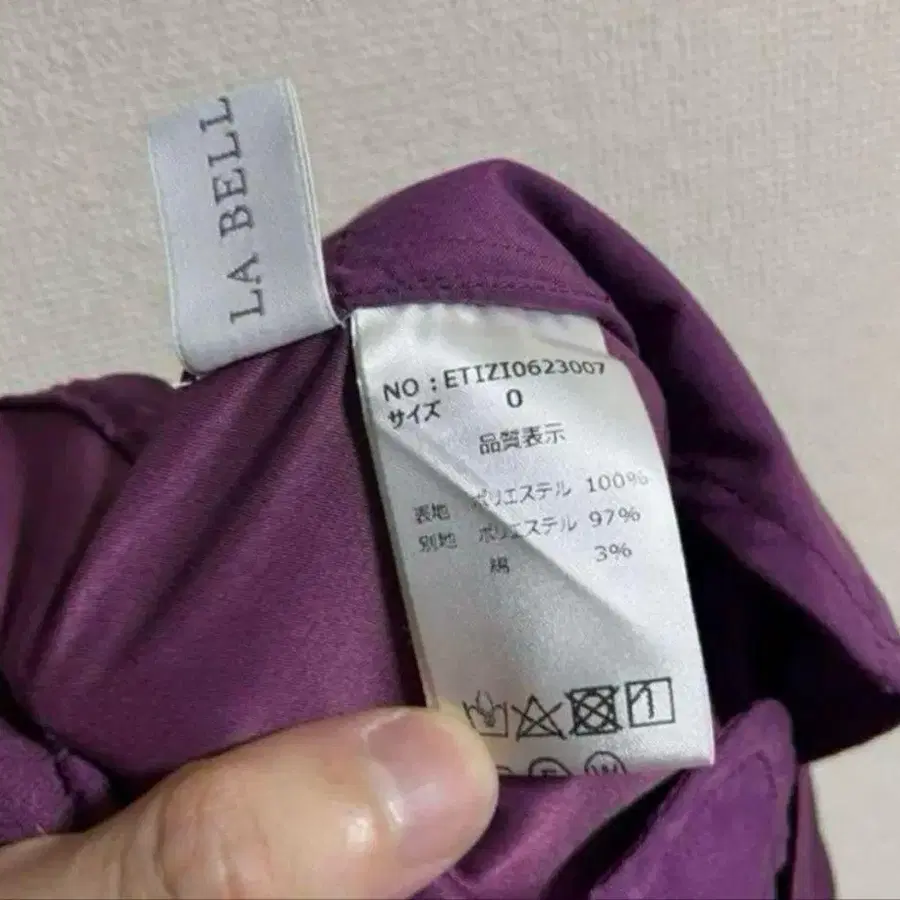 LA BELL
NO : ETIZI0623007
サイズ 0
品質表示
表地 ポリエステル 100%
別地 ポリエステル 97%
綿 3%